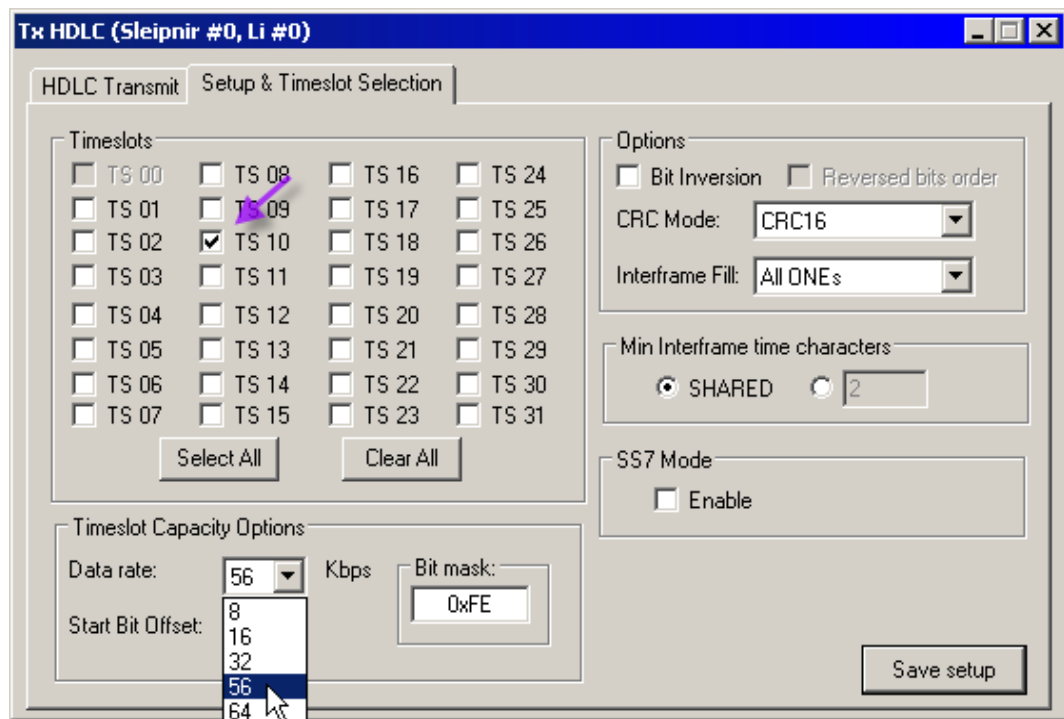 Tx HDLC (Sleipnir #0, Li #0)
HDLC Transmit
Setup & Timeslot Selection
Timeslots
TS 00 TS 08 TS 16 TS 24
TS 01 TS 09 TS 17 TS 25
TS 02 TS 10 TS 18 TS 26
TS 03 TS 11 TS 19 TS 27
TS 04 TS 12 TS 20 TS 28
TS 05 TS 13 TS 21 TS 29
TS 06 TS 14 TS 22 TS 30
TS 07 TS 15 TS 23 TS 31
Select All Clear All
Timeslot Capacity Options
Data rate: 56 Kbps
Bit mask:
0xFE
Start Bit Offset:
8
16
32
56
64
Options
Bit Inversion Reversed bits order
CRC Mode: CRC16
Interframe Fill: All ONEs
Min Interframe time characters
SHARED 2
SS7 Mode
Enable
Save setup